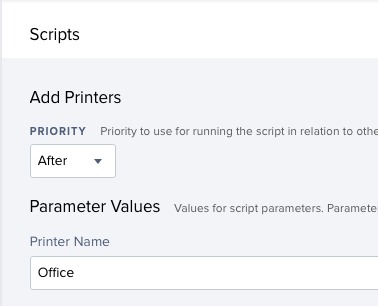 Scripts
Add Printers
PRIORITY Priority to use for running the script in relation to othe
After
Parameter Values Values for script parameters. Paramete
Printer Name
Office